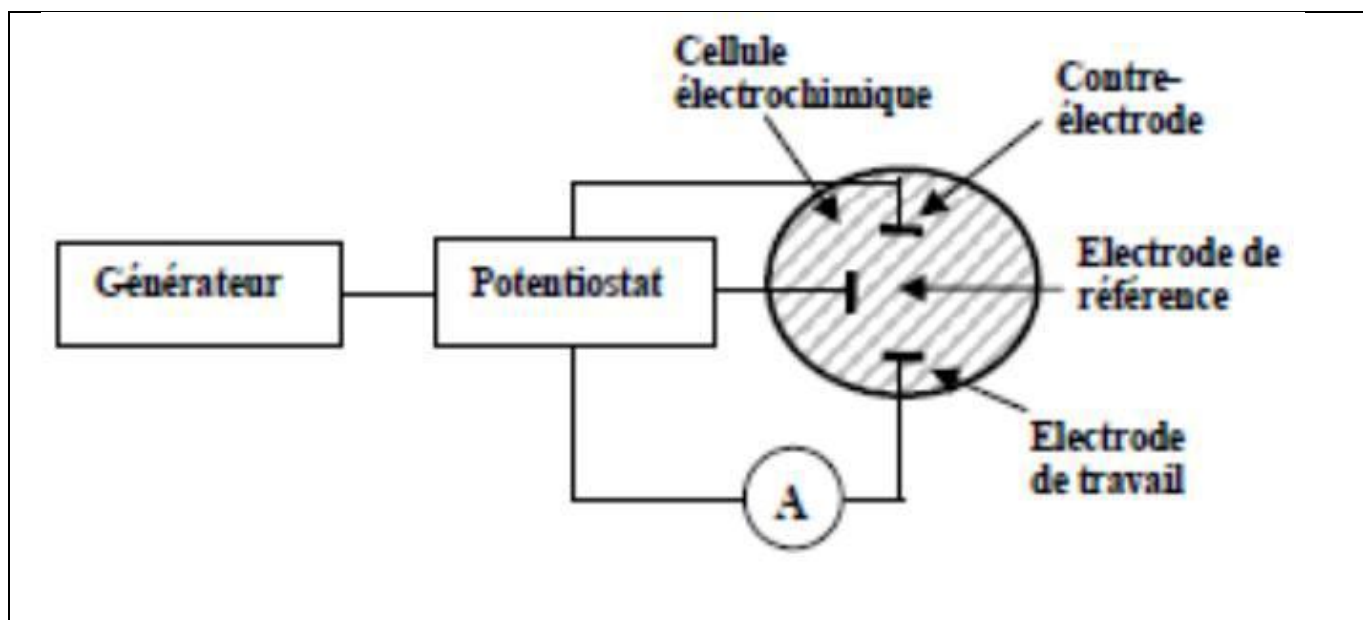 Cellule
électrochimique
Contre-
électrode
Générateur
Potentiostat
Electrode de
référence
Electrode
de travail
A